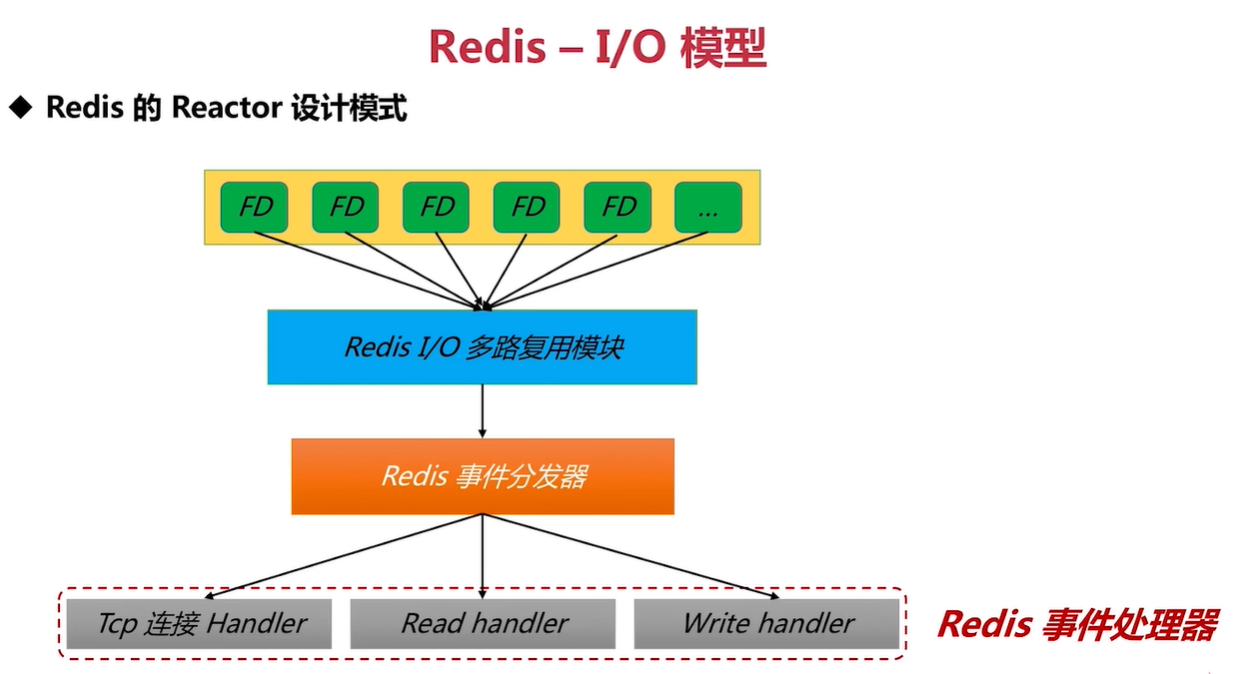 Redis – I/O 模型
◆ Redis 的 Reactor 设计模式
FD FD FD FD FD ...
Redis I/O 多路复用模块
Redis 事件分发器
Tcp 连接 Handler Read handler Write handler
Redis 事件处理器